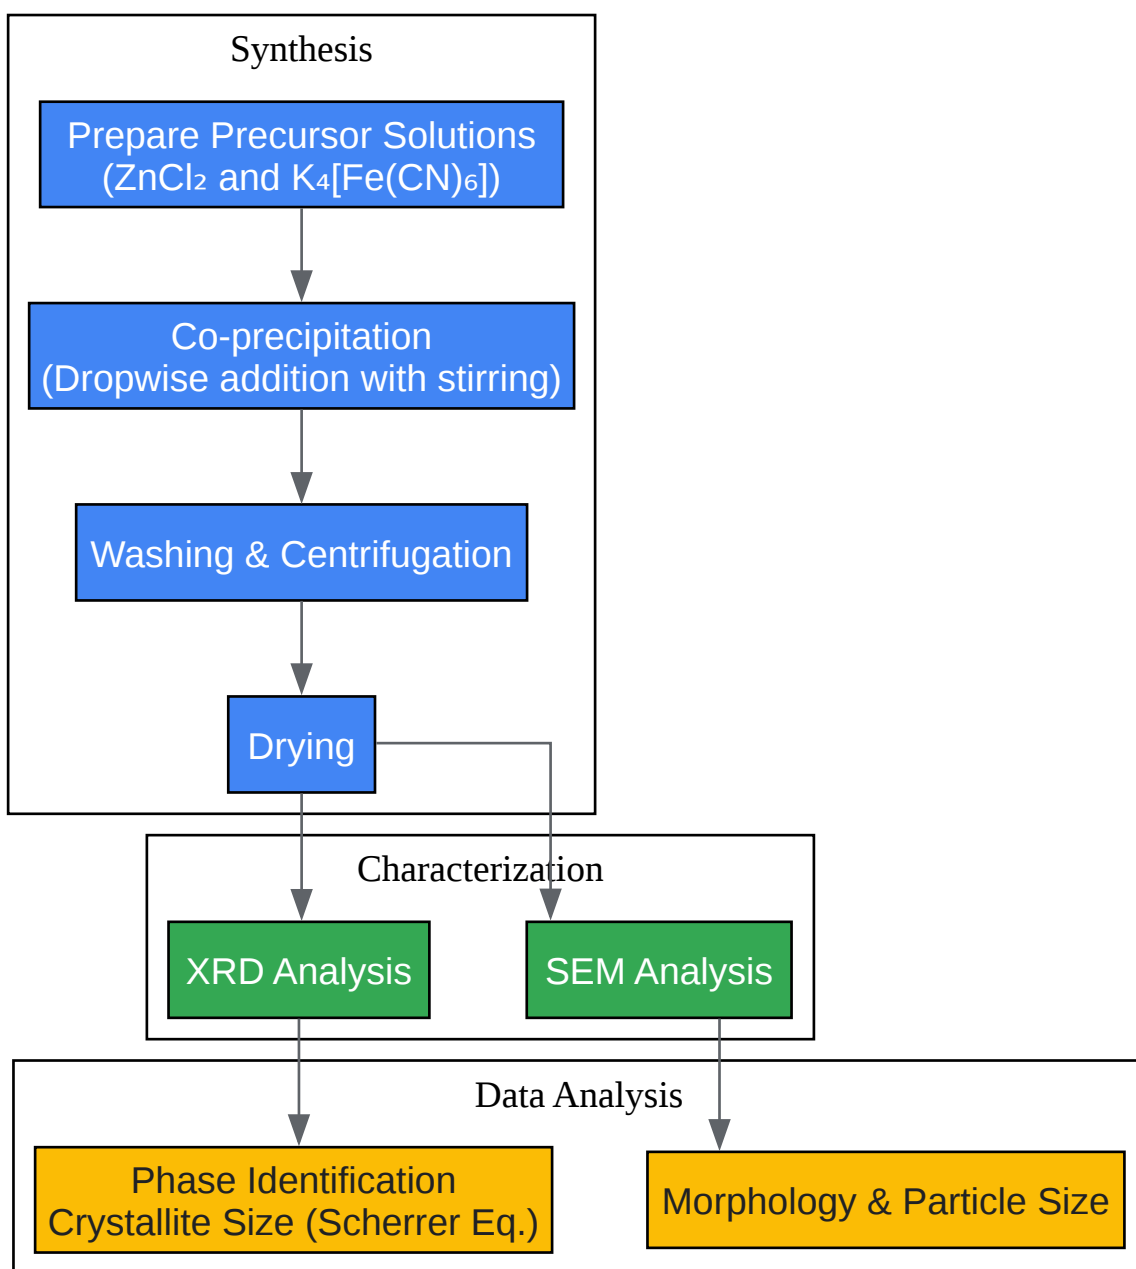 Synthesis
Prepare Precursor Solutions
(ZnCl₂ and K₄[Fe(CN)₆])
Co-precipitation
(Dropwise addition with stirring)
Washing & Centrifugation
Drying
Characterization
XRD Analysis
SEM Analysis
Data Analysis
Phase Identification
Crystallite Size (Scherrer Eq.)
Morphology & Particle Size